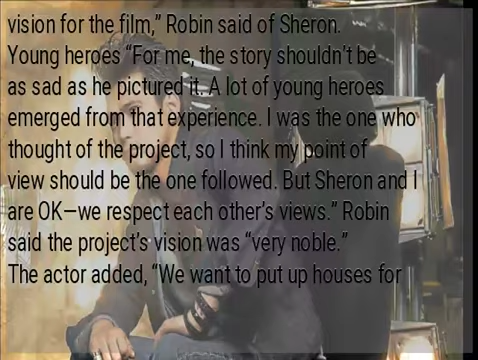 vision for the film,” Robin said of Sheron.
Young heroes “For me, the story shouldn’t be
as sad as he pictured it. A lot of young heroes
emerged from that experience. I was the one who
thought of the project, so I think my point of
view should be the one followed. But Sheron and I
are OK—we respect each other’s views.” Robin
said the project’s vision was “very noble.”
The actor added, “We want to put up houses for